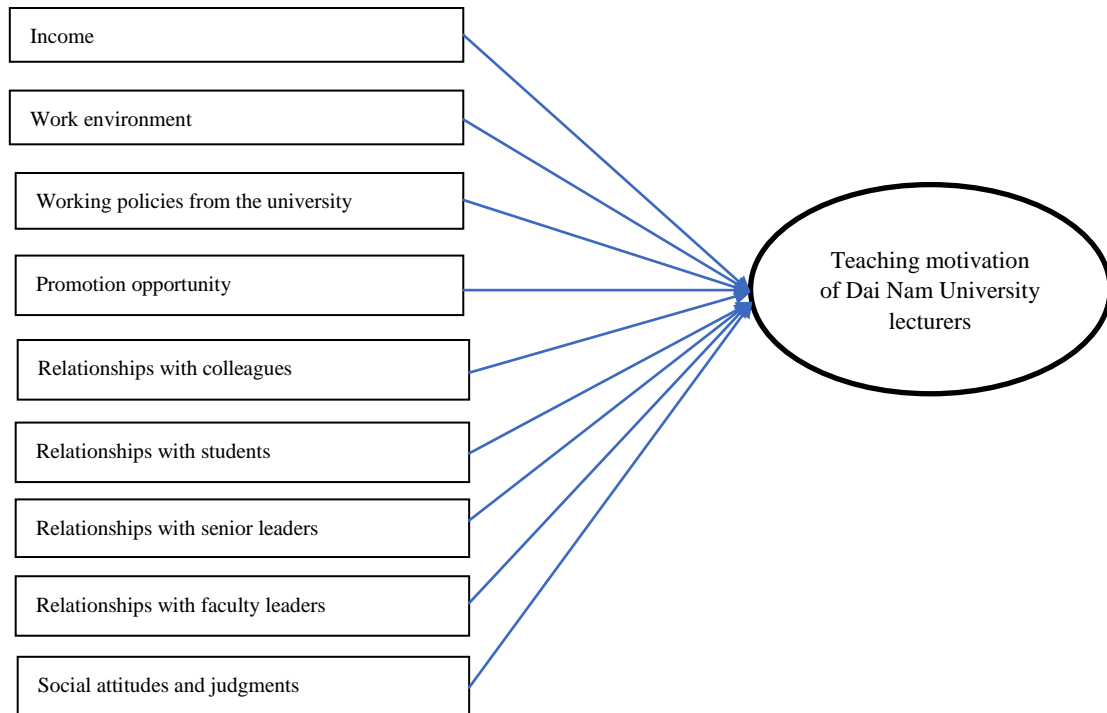 Income
Work environment
Working policies from the university
Promotion opportunity
Relationships with colleagues
Relationships with students
Relationships with senior leaders
Relationships with faculty leaders
Social attitudes and judgments
Teaching motivation
of Dai Nam University
lecturers